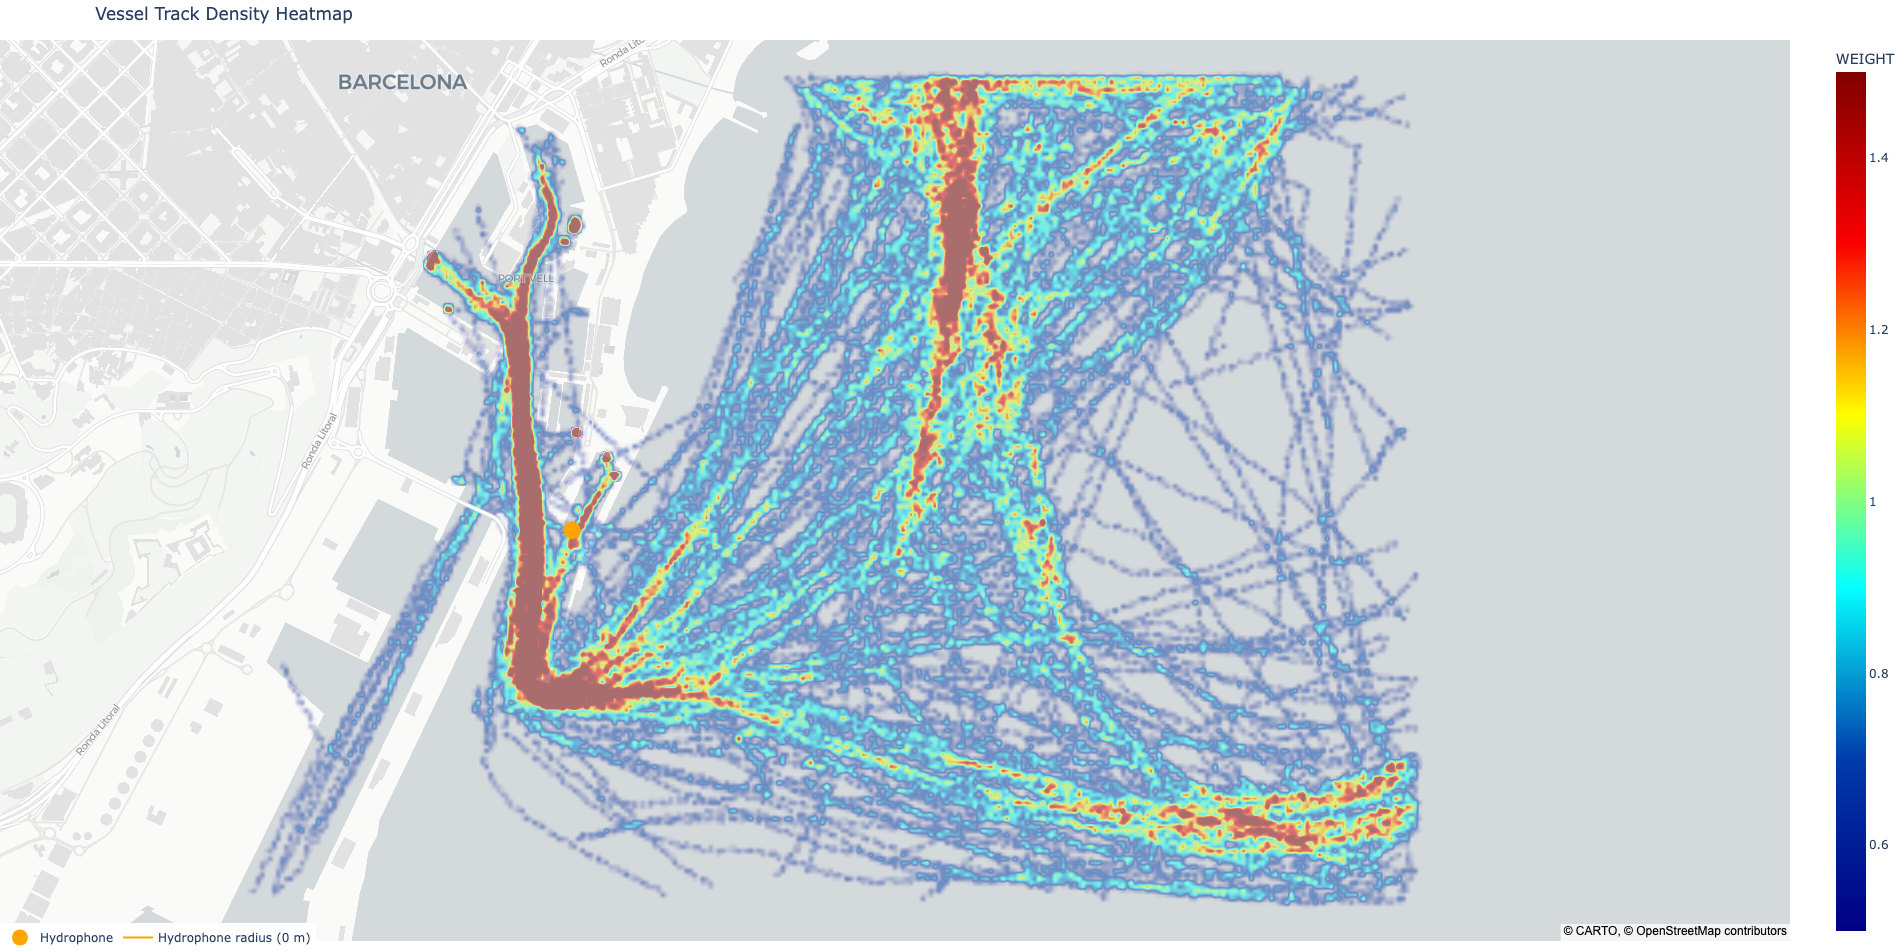 Vessel Track Density Heatmap
WEIGHT
Ronda Lito
BARCELONA
1.4
PORT VELL
1.2
Ronda Litoral
1
0.8
Ronda Litoral
0.6
Hydrophone
Hydrophone radius (0 m)
© CARTO, © OpenStreetMap contributors